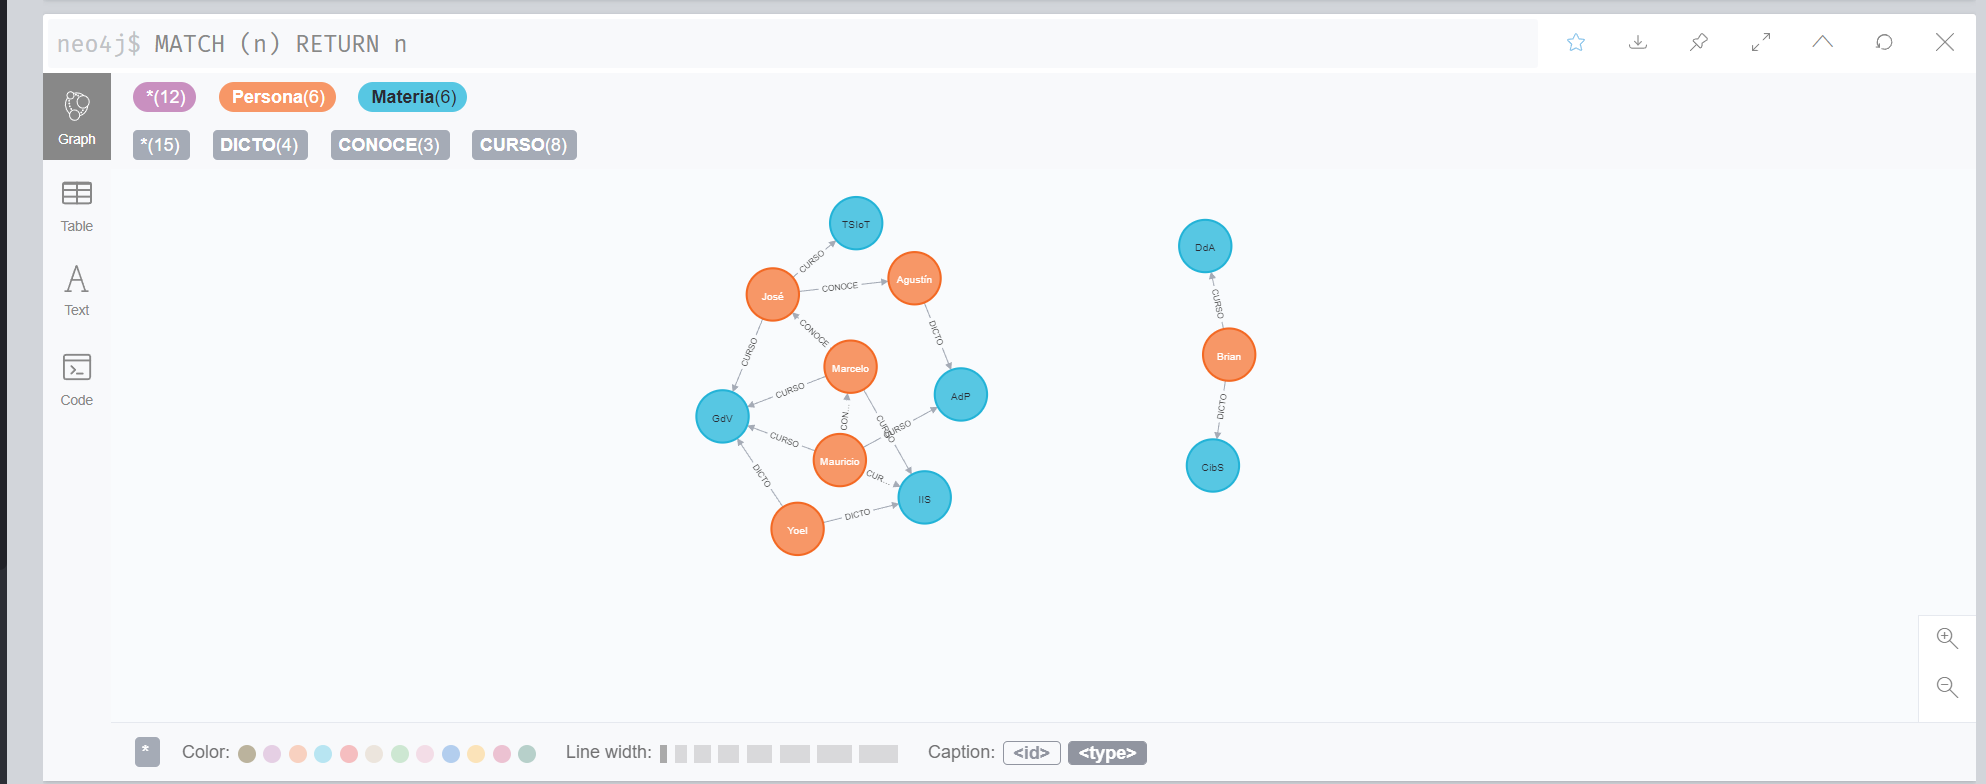 neo4j$ MATCH (n) RETURN n
Graph
*(12) Persona(6) Materia(6)
*(15) DICTO(4) CONOCE(3) CURSO(8)
Table
Text
Code
TSIoT
CURSO
José
CONOCE
Agustín
CONOCE
DICTO
CURSO
Marcelo
CURSO
AdP
GdV
CURSO
CON...
CURSO
CURSO
Mauricio
CUR...
IIS
DICTO
DICTO
Yoel
DdA
CURSO
Brian
DICTO
CibS
* Color: Line width: Caption: <id> <type>